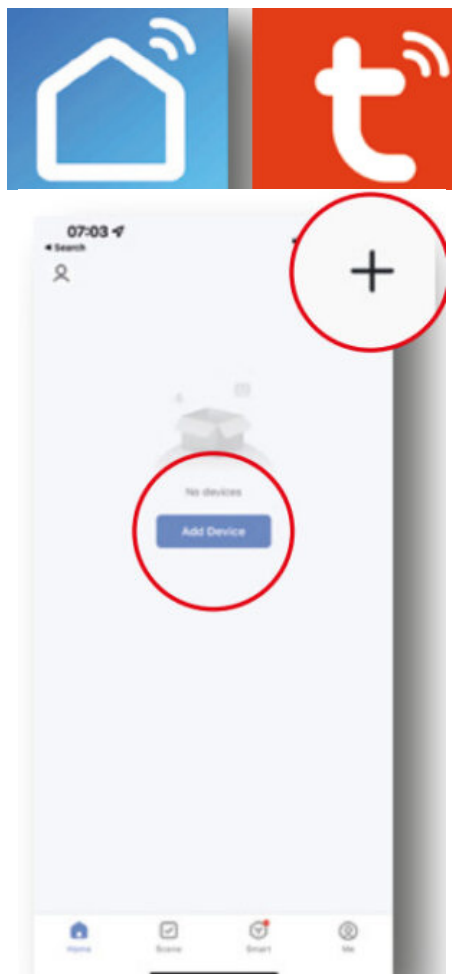 t
07:03
◀ Search
No devices
Add Device
Home
Scene
Smart
Me